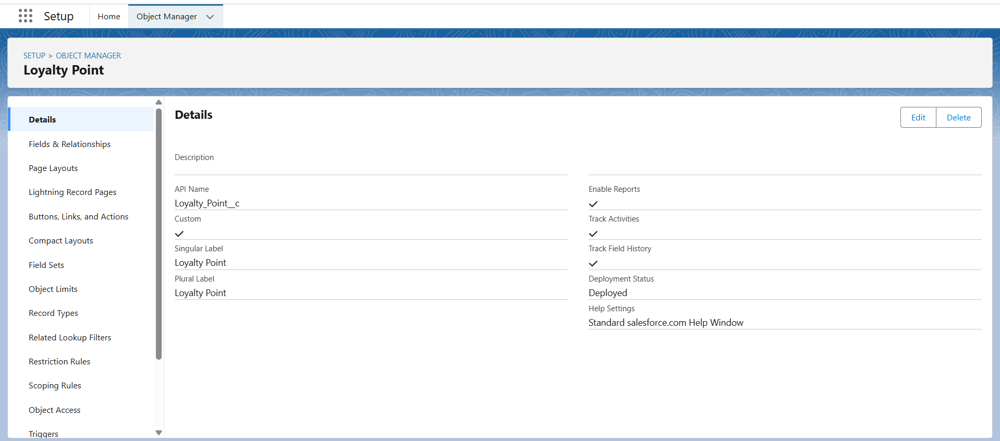 Setup
Home
Object Manager
SETUP > OBJECT MANAGER
Loyalty Point
Details
Fields & Relationships
Page Layouts
Lightning Record Pages
Buttons, Links, and Actions
Compact Layouts
Field Sets
Object Limits
Record Types
Related Lookup Filters
Restriction Rules
Scoping Rules
Object Access
Triggers
Details
Edit
Delete
Description
API Name
Loyalty_Point__c
Custom
Singular Label
Loyalty Point
Plural Label
Loyalty Point
Enable Reports
Track Activities
Track Field History
Deployment Status
Deployed
Help Settings
Standard salesforce.com Help Window